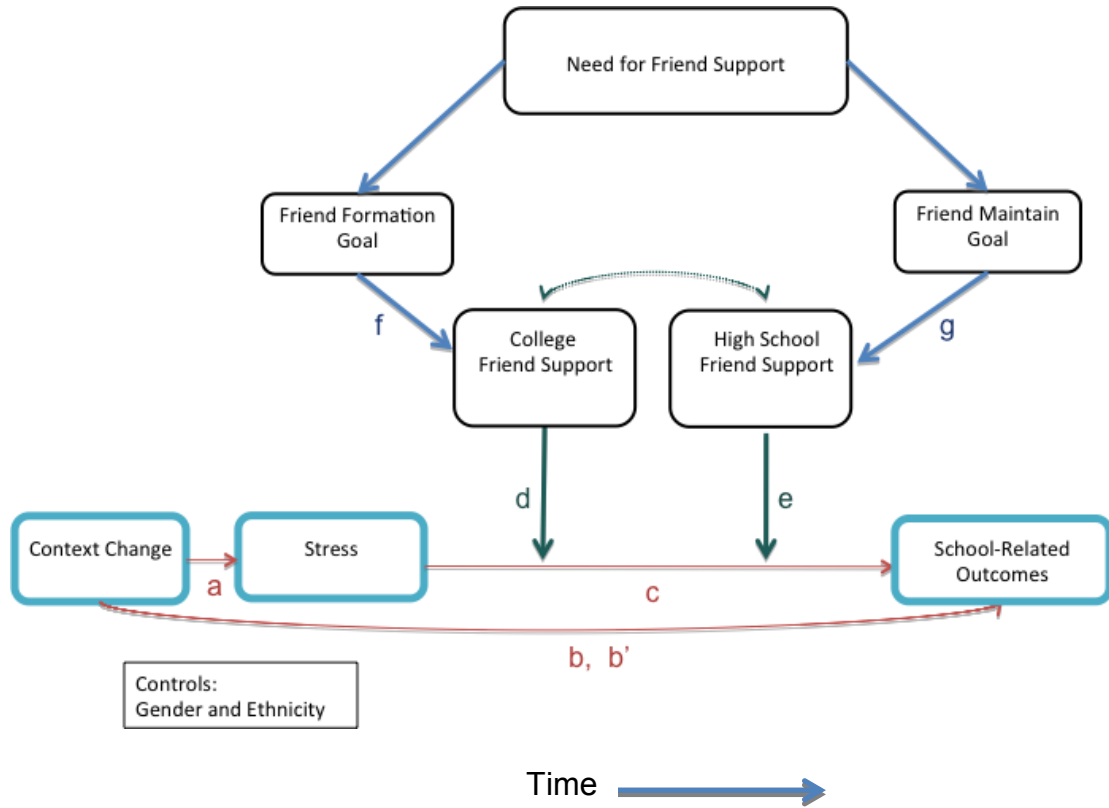 Need for Friend Support
Friend Formation
Goal
Friend Maintain
Goal
f
g
College
Friend Support
High School
Friend Support
d
e
Context Change
a
Stress
c
School-Related
Outcomes
b, b’
Controls:
Gender and Ethnicity
Time